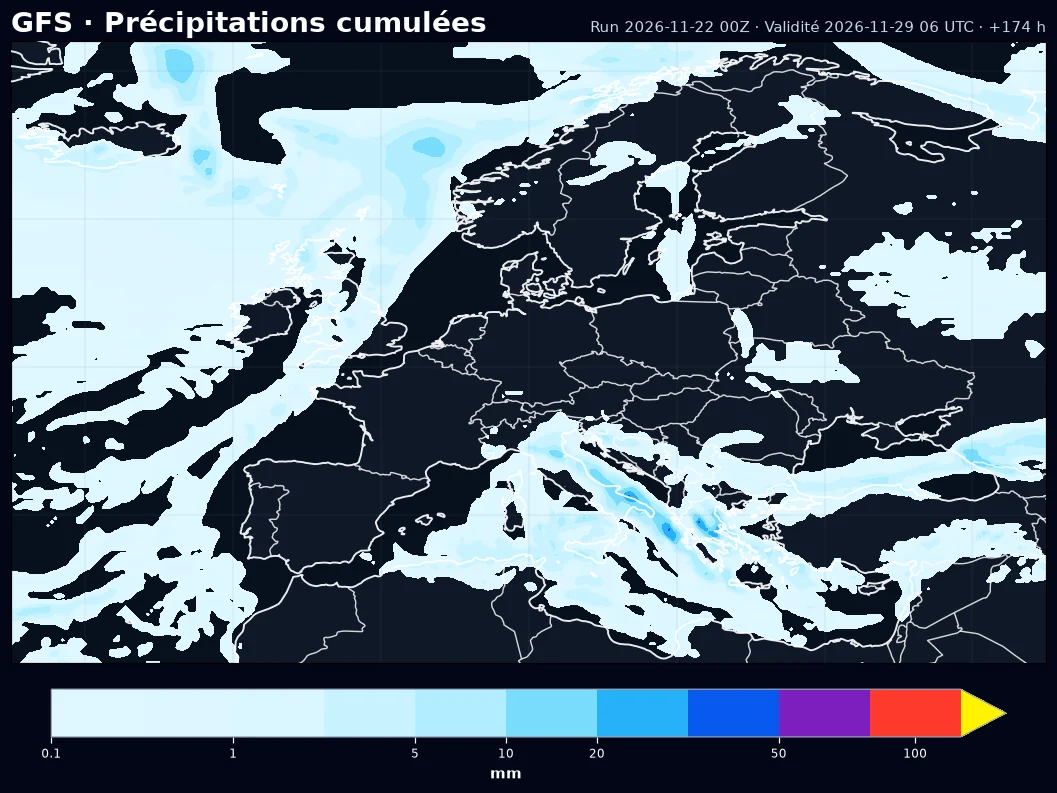 GFS · Précipitations cumulées
Run 2026-11-22 00Z · Validité 2026-11-29 06 UTC · +174 h
0.1 1 5 10 20 50 100
mm